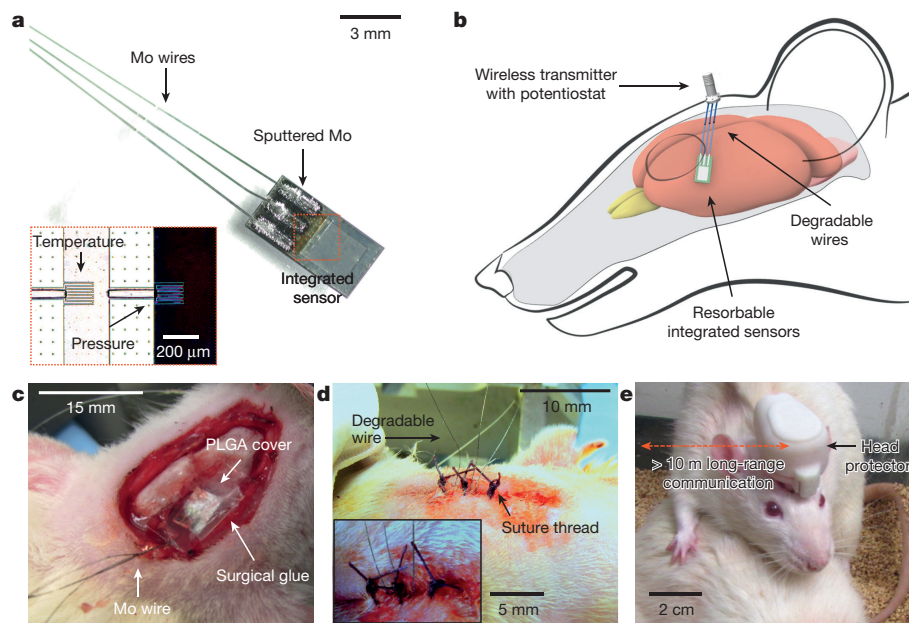 a
3 mm
Mo wires
Sputtered Mo
Integrated
sensor
Temperature
Pressure
200 μm
b
Wireless transmitter
with potentiostat
Degradable
wires
Resorbable
integrated sensors
c
15 mm
PLGA cover
Surgical glue
Mo wire
d
Degradable
wire
10 mm
Suture thread
5 mm
e
> 10 m long-range
communication
Head
protector
2 cm